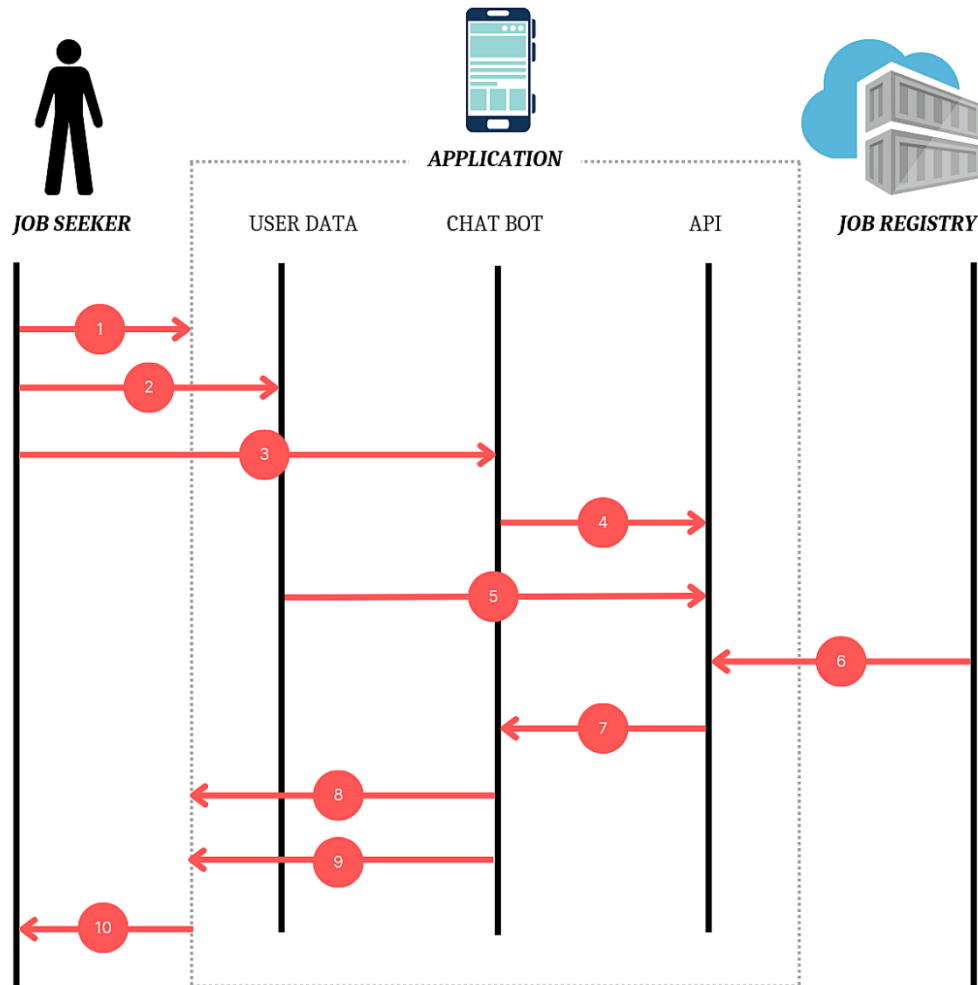 APPLICATION
JOB SEEKER
USER DATA
CHAT BOT
API
JOB REGISTRY
1
2
3
4
5
6
7
8
9
10